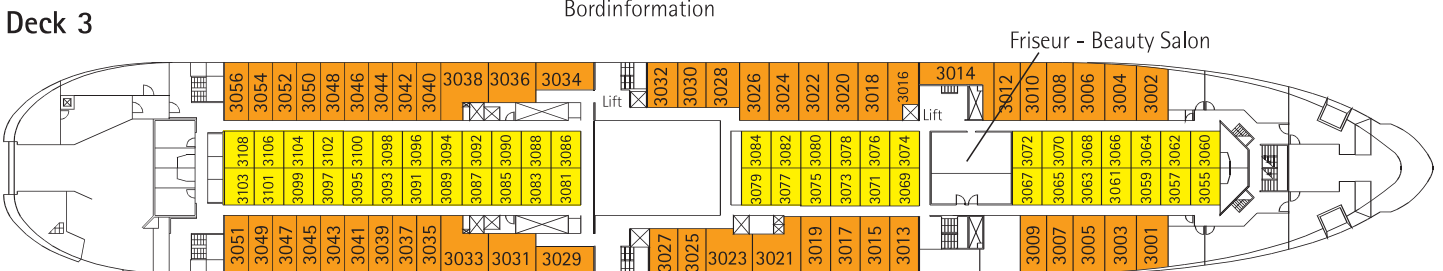 Bordinformation
Deck 3
Friseur - Beauty Salon
3056 3054 3052 3050 3048 3046 3044 3042 3040 3038 3036 3034 3032 3030 3028 3026 3024 3022 3020 3018 3016 3014 3012 3010 3008 3006 3004 3002
Lift Lift
3108 3106 3104 3102 3100 3098 3096 3094 3092 3090 3088 3086 3084 3082 3080 3078 3076 3074 3072 3070 3068 3066 3064 3062 3060
3103 3101 3099 3097 3095 3093 3091 3089 3087 3085 3083 3081 3079 3077 3075 3073 3071 3069 3067 3065 3063 3061 3059 3057 3055
3051 3049 3047 3045 3043 3041 3039 3037 3035 3033 3031 3029 3027 3025 3023 3021 3019 3017 3015 3013 3009 3007 3005 3003 3001